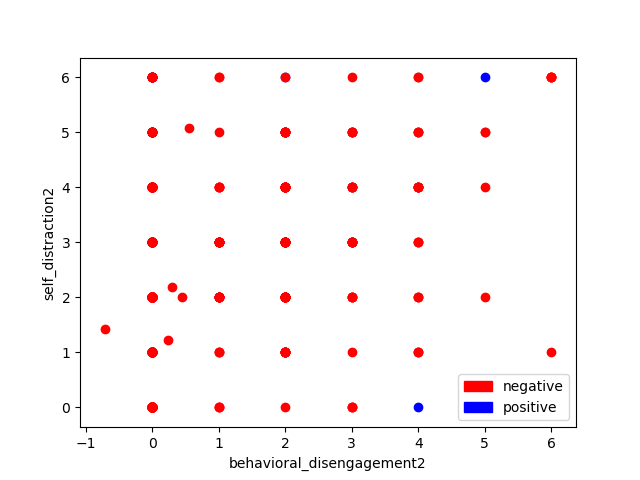 6
5
4
3
2
1
0
self_distraction2
negative
positive
−1 0 1 2 3 4 5 6
behavioral_disengagement2